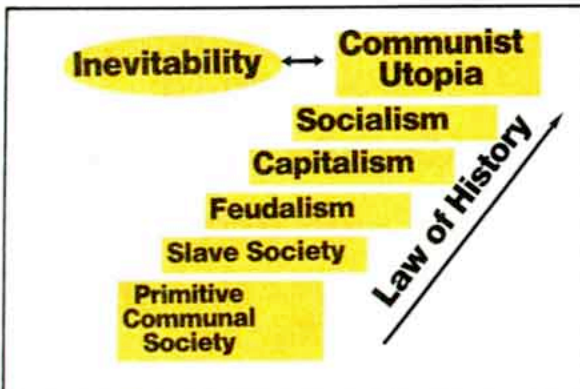 Inevitability
Communist
Utopia
Socialism
Capitalism
Feudalism
Slave Society
Primitive
Communal
Society
Law of History